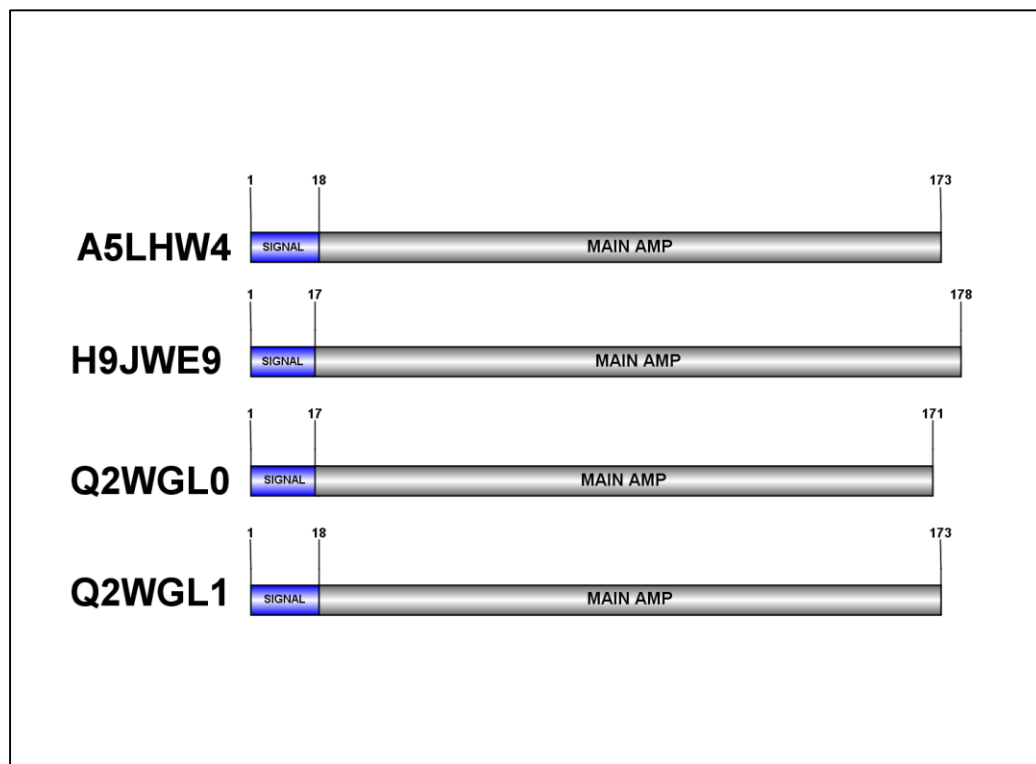 1 18 173
A5LHW4 SIGNAL MAIN AMP
1 17 178
H9JWE9 SIGNAL MAIN AMP
1 17 171
Q2WGL0 SIGNAL MAIN AMP
1 18 173
Q2WGL1 SIGNAL MAIN AMP